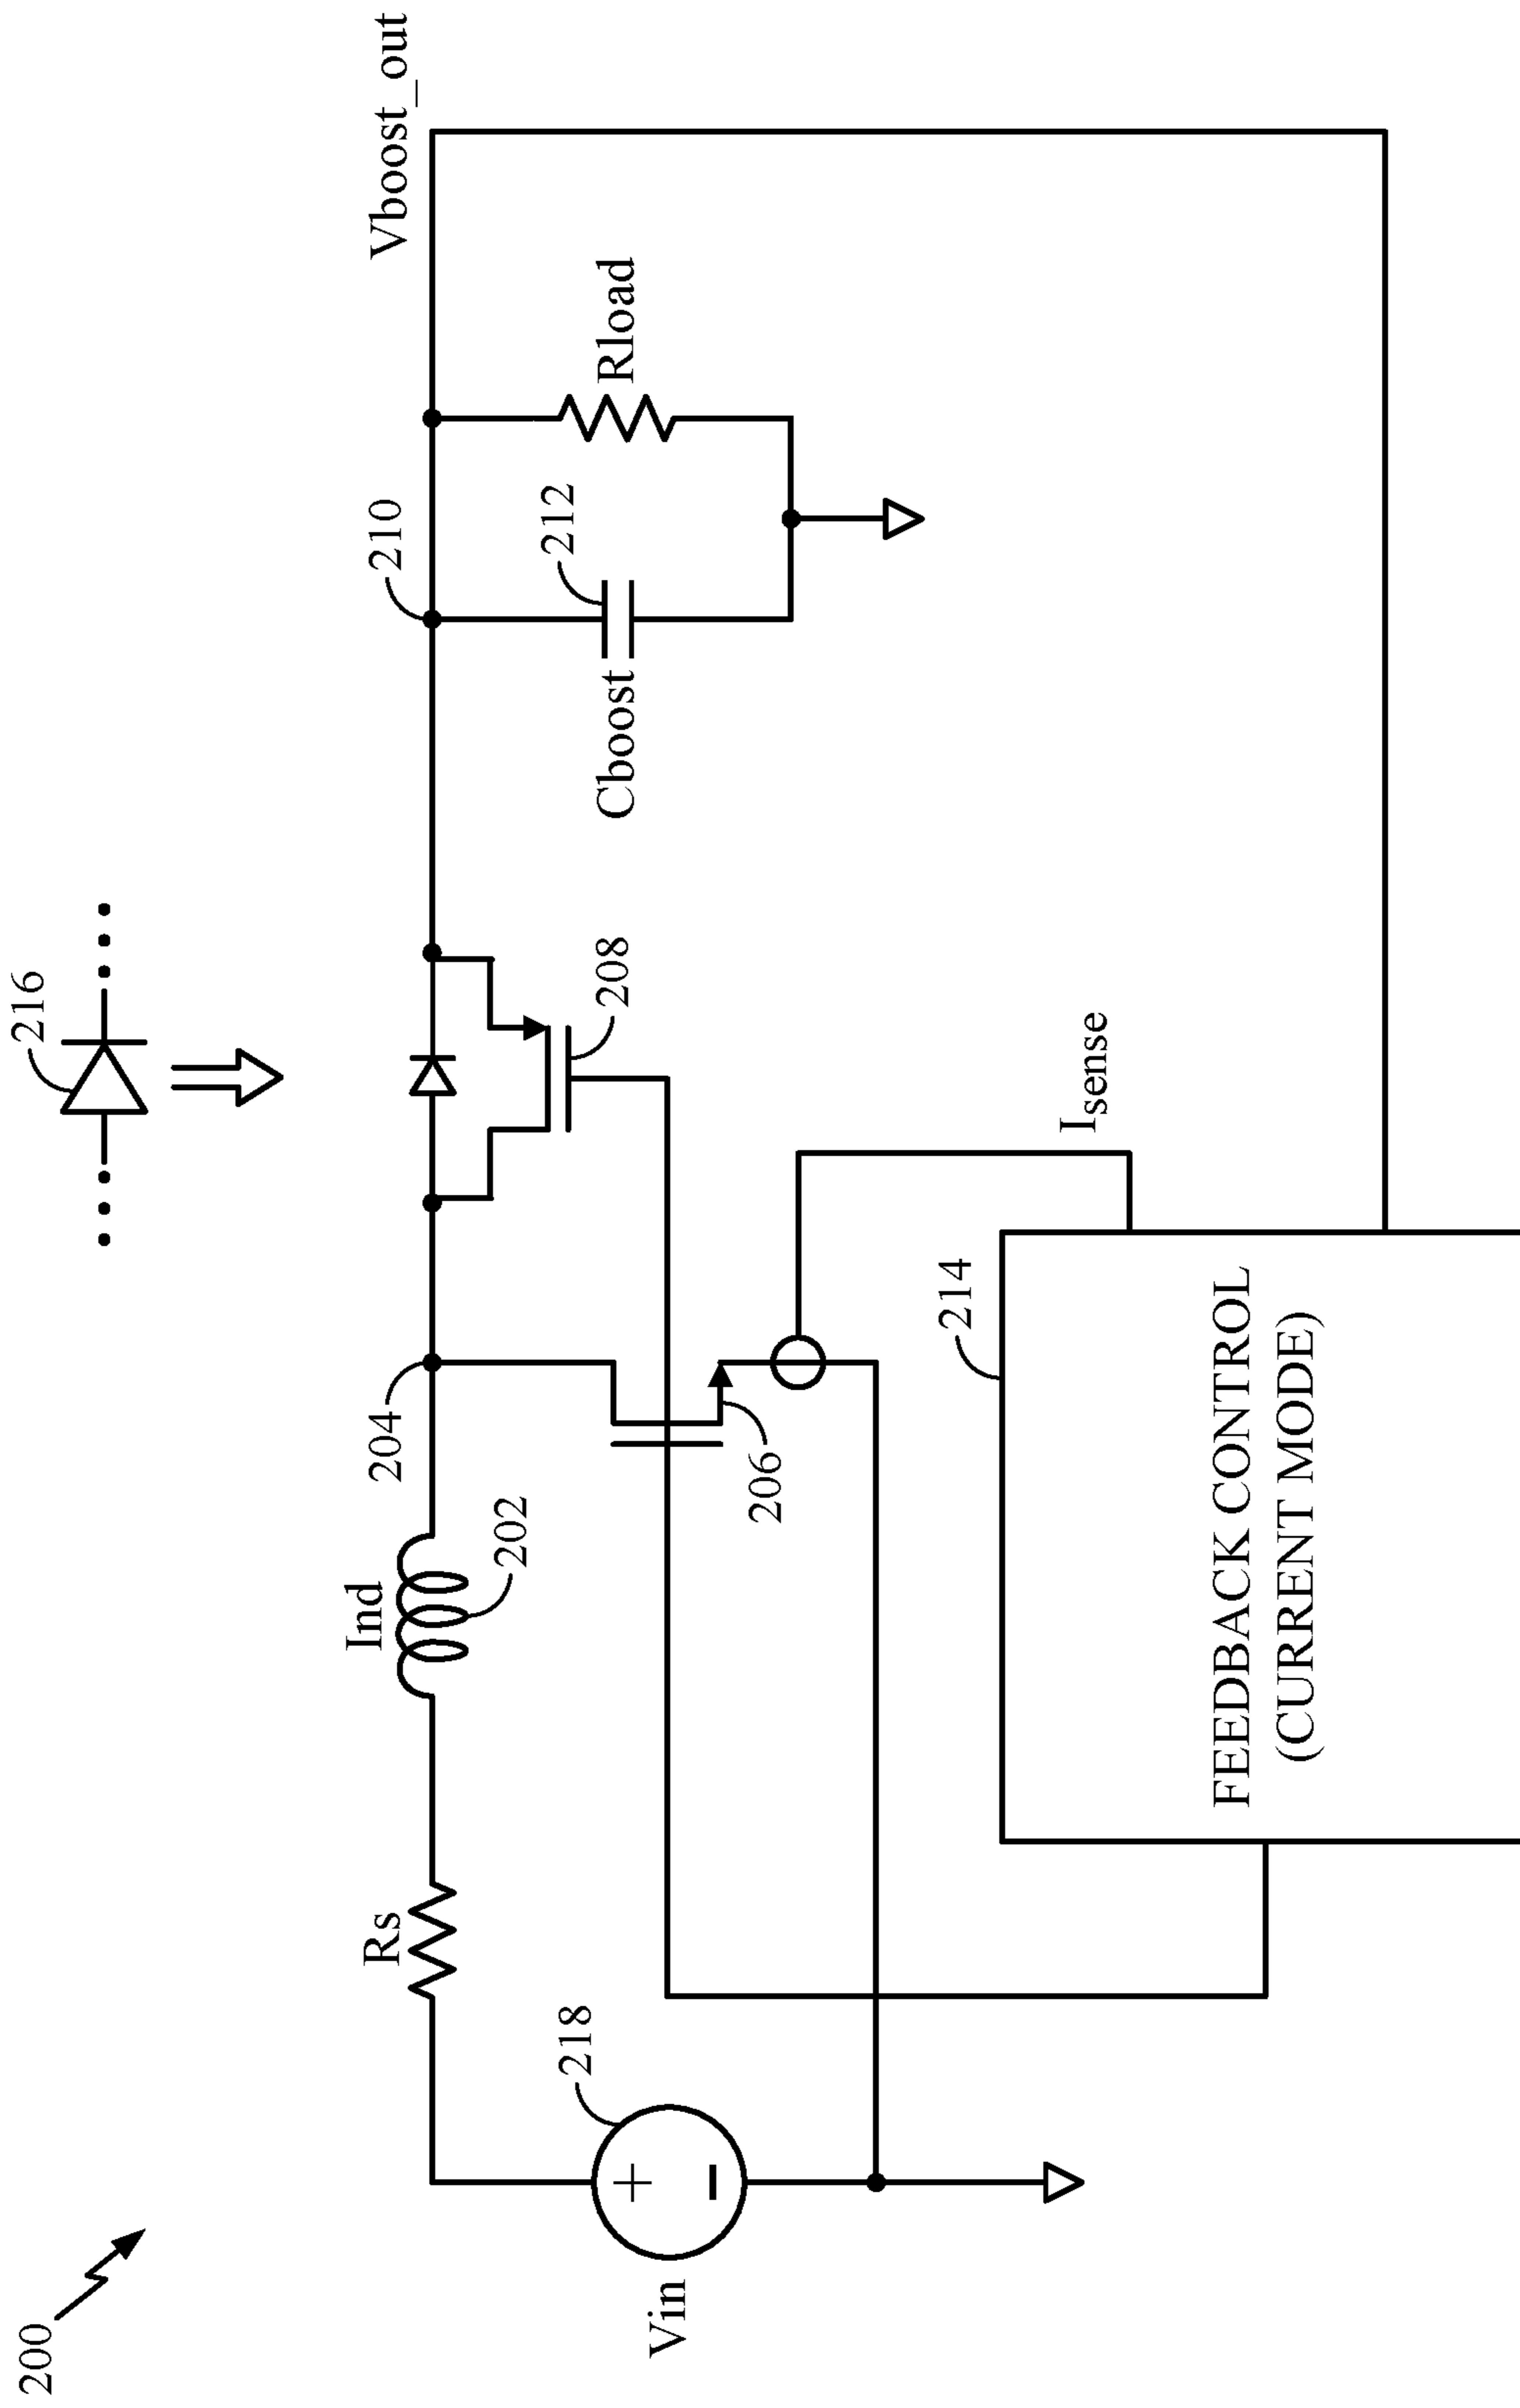 200
216
Vboost_out
210
204
Ind
Rs
202
208
212
Cboost
Rload
218
Vin
+
−
206
Isense
214
FEEDBACK CONTROL
(CURRENT MODE)